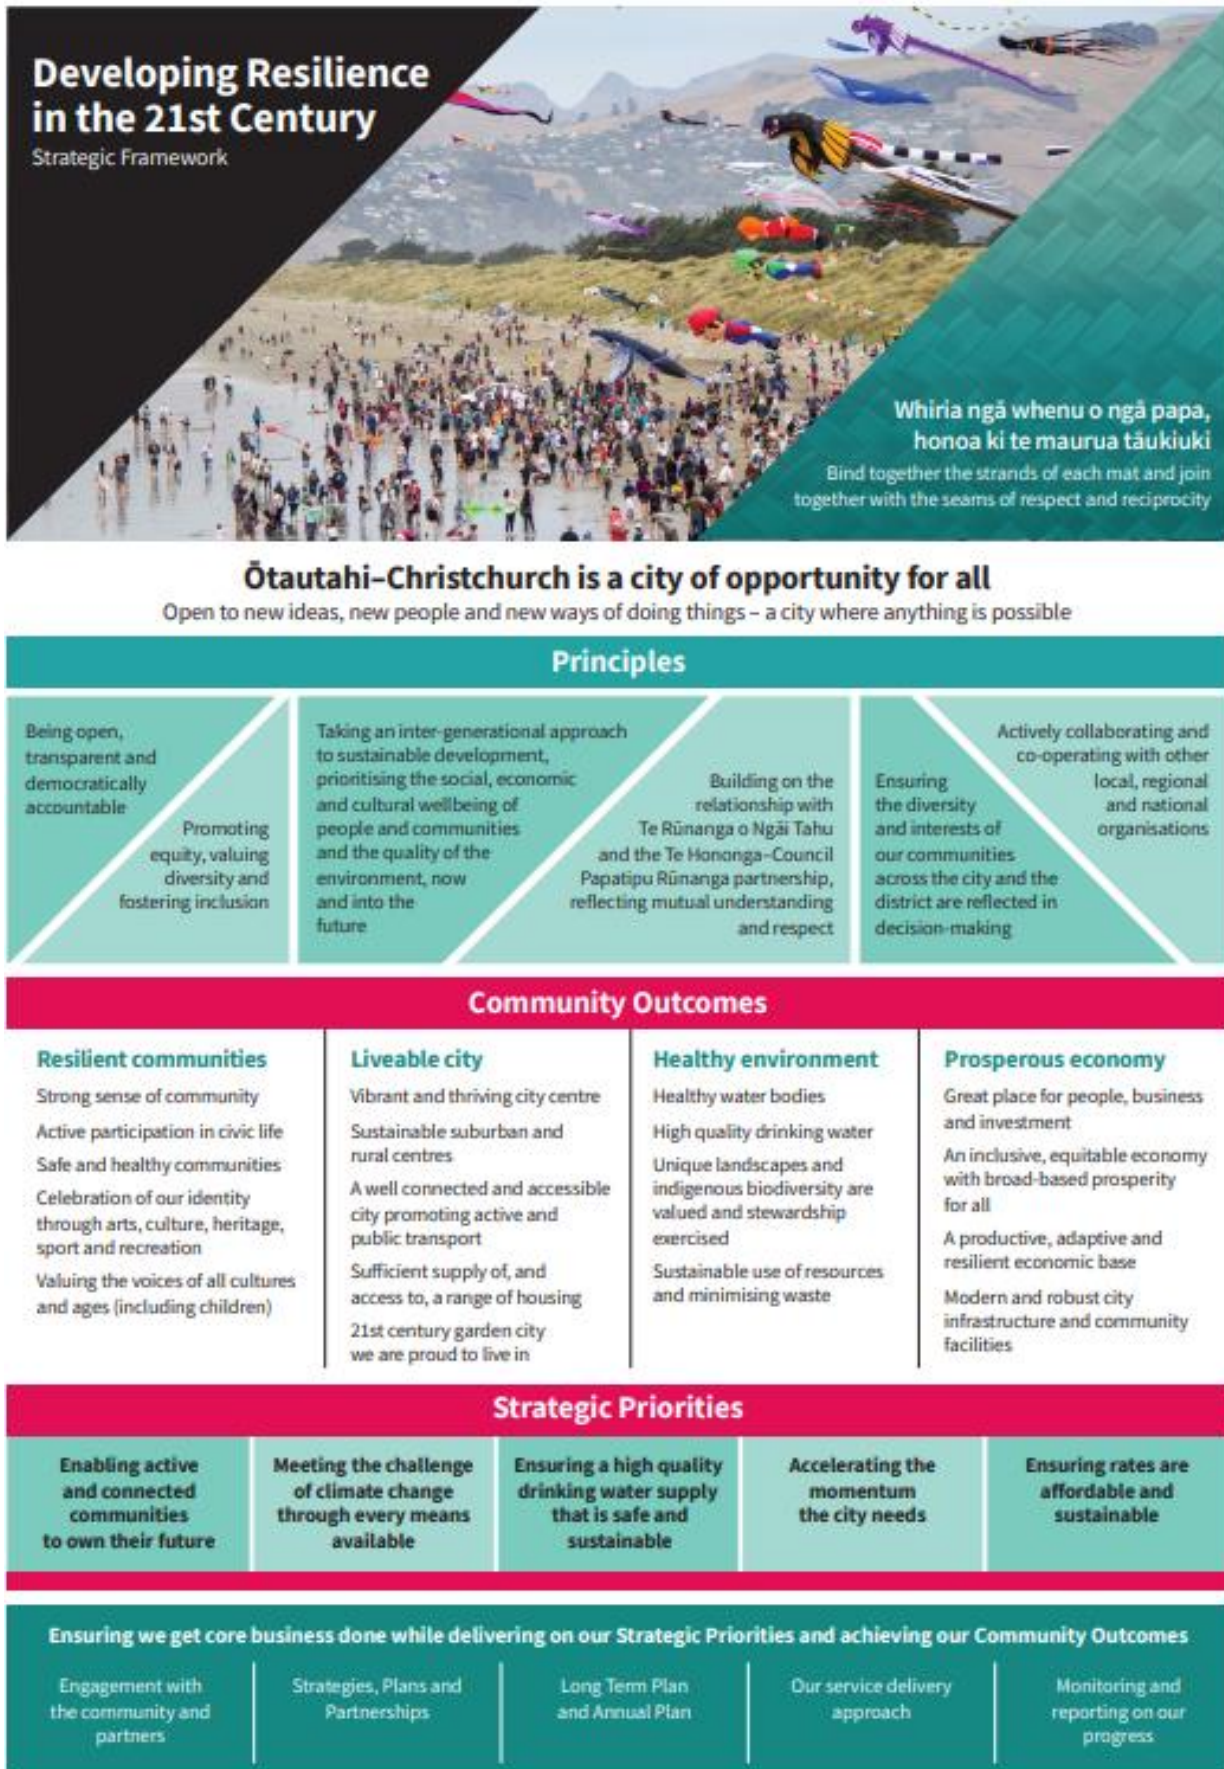 Developing Resilience
in the 21st Century
Strategic Framework
Whiria ngā whenu o ngā papa,
honoa ki te maurua tāukiuki
Bind together the strands of each mat and join
together with the seams of respect and reciprocity
Ōtautahi–Christchurch is a city of opportunity for all
Open to new ideas, new people and new ways of doing things – a city where anything is possible
Principles
Being open,
transparent and
democratically
accountable
Promoting
equity, valuing
diversity and
fostering inclusion
Taking an inter-generational approach
to sustainable development,
prioritising the social, economic
and cultural wellbeing of
people and communities
and the quality of the
environment, now
and into the
future
Building on the
relationship with
Te Rūnanga o Ngāi Tahu
and the Te Hononga–Council
Papatipu Rūnanga partnership,
reflecting mutual understanding
and respect
Ensuring
the diversity
and interests of
our communities
across the city and the
district are reflected in
decision-making
Actively collaborating and
co-operating with other
local, regional
and national
organisations
Community Outcomes
Resilient communities
Strong sense of community
Active participation in civic life
Safe and healthy communities
Celebration of our identity
through arts, culture, heritage,
sport and recreation
Valuing the voices of all cultures
and ages (including children)
Liveable city
Vibrant and thriving city centre
Sustainable suburban and
rural centres
A well connected and accessible
city promoting active and
public transport
Sufficient supply of, and
access to, a range of housing
21st century garden city
we are proud to live in
Healthy environment
Healthy water bodies
High quality drinking water
Unique landscapes and
indigenous biodiversity are
valued and stewardship
exercised
Sustainable use of resources
and minimising waste
Prosperous economy
Great place for people, business
and investment
An inclusive, equitable economy
with broad-based prosperity
for all
A productive, adaptive and
resilient economic base
Modern and robust city
infrastructure and community
facilities
Strategic Priorities
Enabling active
and connected
communities
to own their future
Meeting the challenge
of climate change
through every means
available
Ensuring a high quality
drinking water supply
that is safe and
sustainable
Accelerating the
momentum
the city needs
Ensuring rates are
affordable and
sustainable
Ensuring we get core business done while delivering on our Strategic Priorities and achieving our Community Outcomes
Engagement with
the community and
partners
Strategies, Plans and
Partnerships
Long Term Plan
and Annual Plan
Our service delivery
approach
Monitoring and
reporting on our
progress